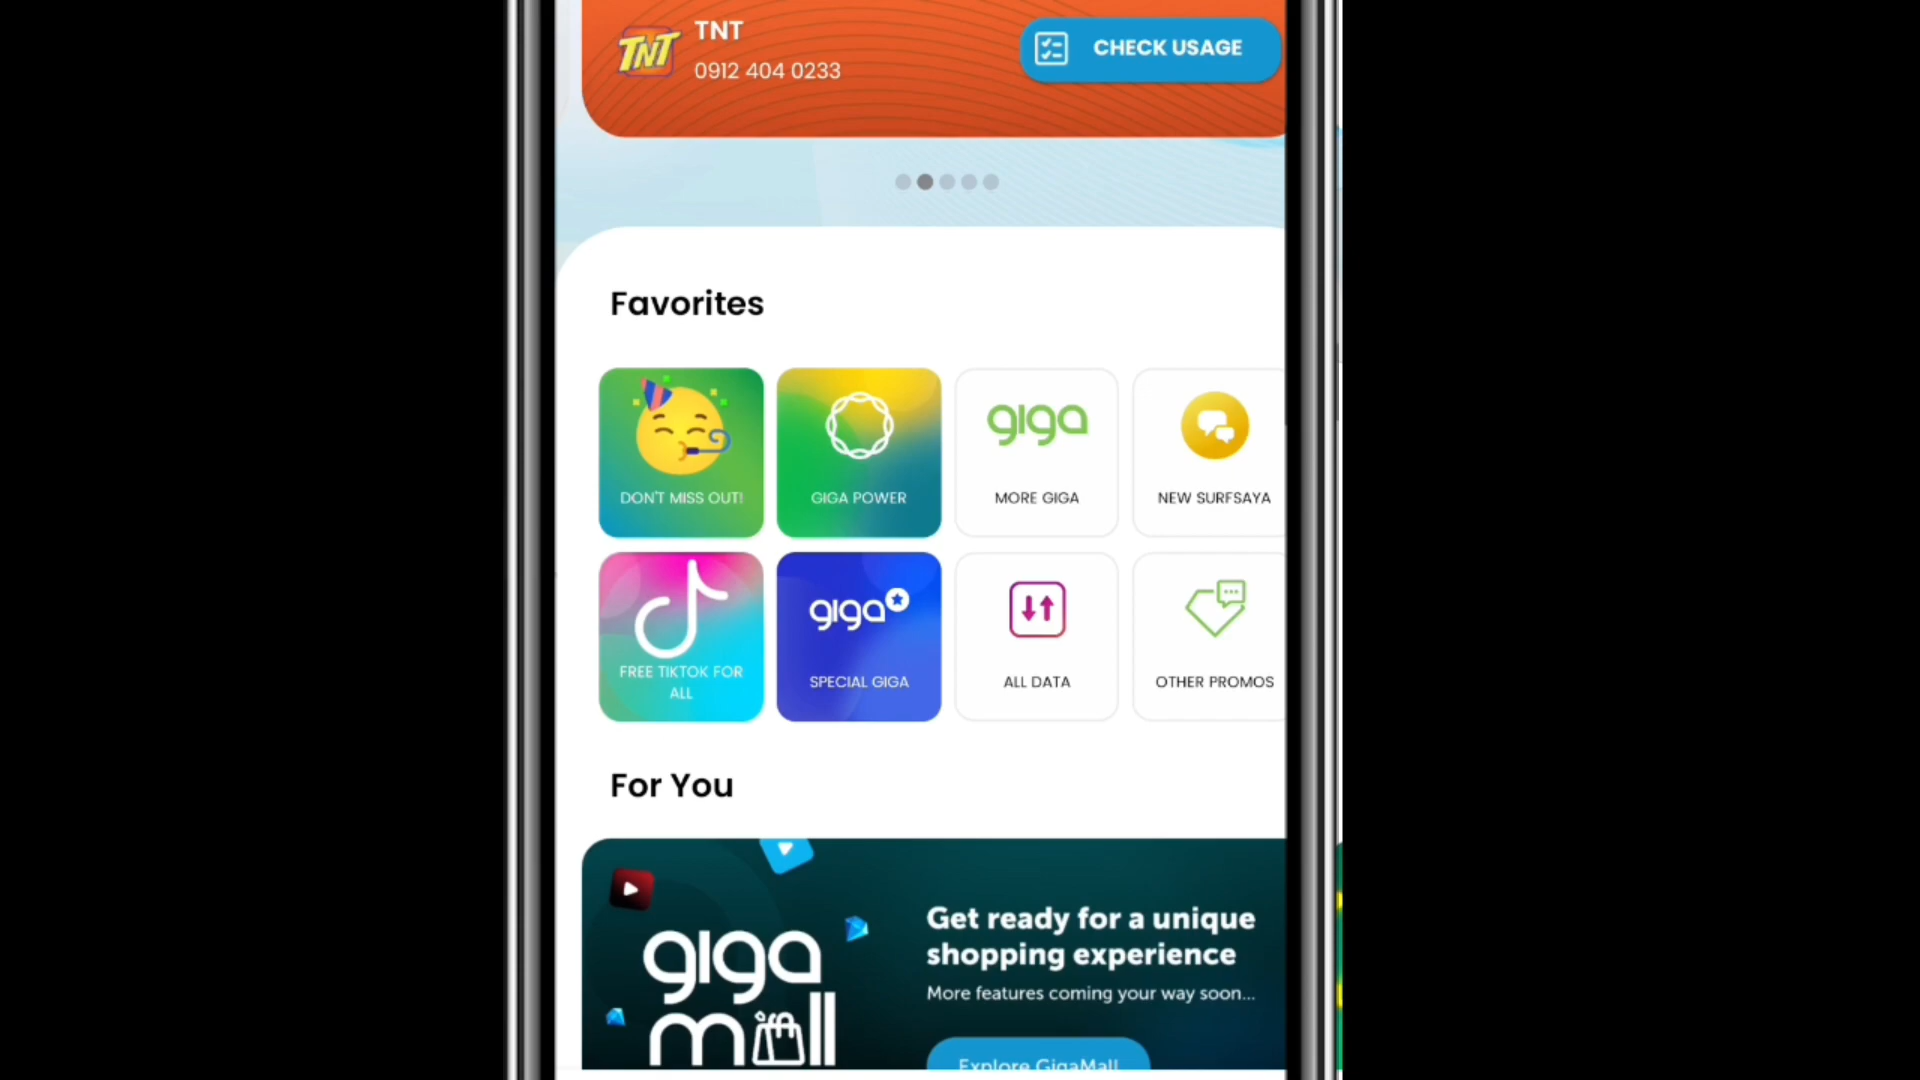 TNT
TNT
0912 404 0233
CHECK USAGE
Favorites
DON'T MISS OUT!
GIGA POWER
giga
MORE GIGA
NEW SURFSAYA
FREE TIKTOK FOR
ALL
giga
SPECIAL GIGA
ALL DATA
OTHER PROMOS
For You
giga
mall
Get ready for a unique
shopping experience
More features coming your way soon...
Explore GigaMall